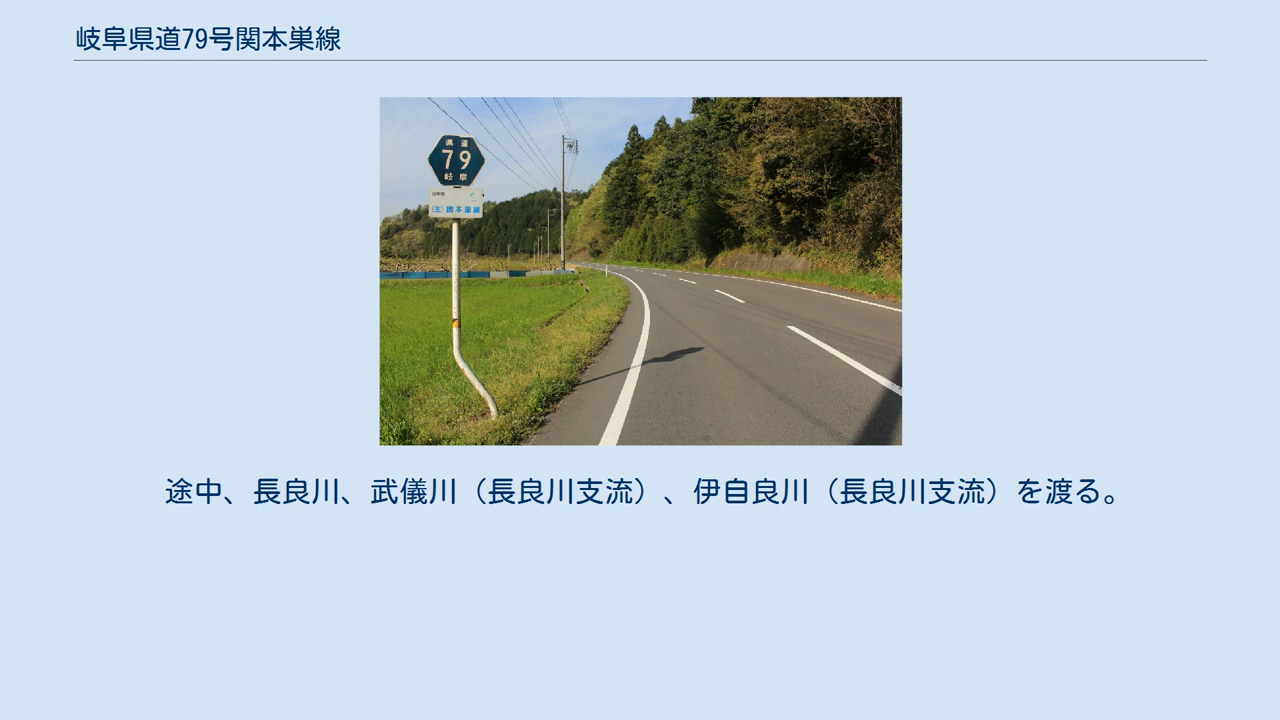 岐阜県道79号関本巣線
県道
79
岐阜
(主)関本巣線
途中、長良川、武儀川（長良川支流）、伊自良川（長良川支流）を渡る。